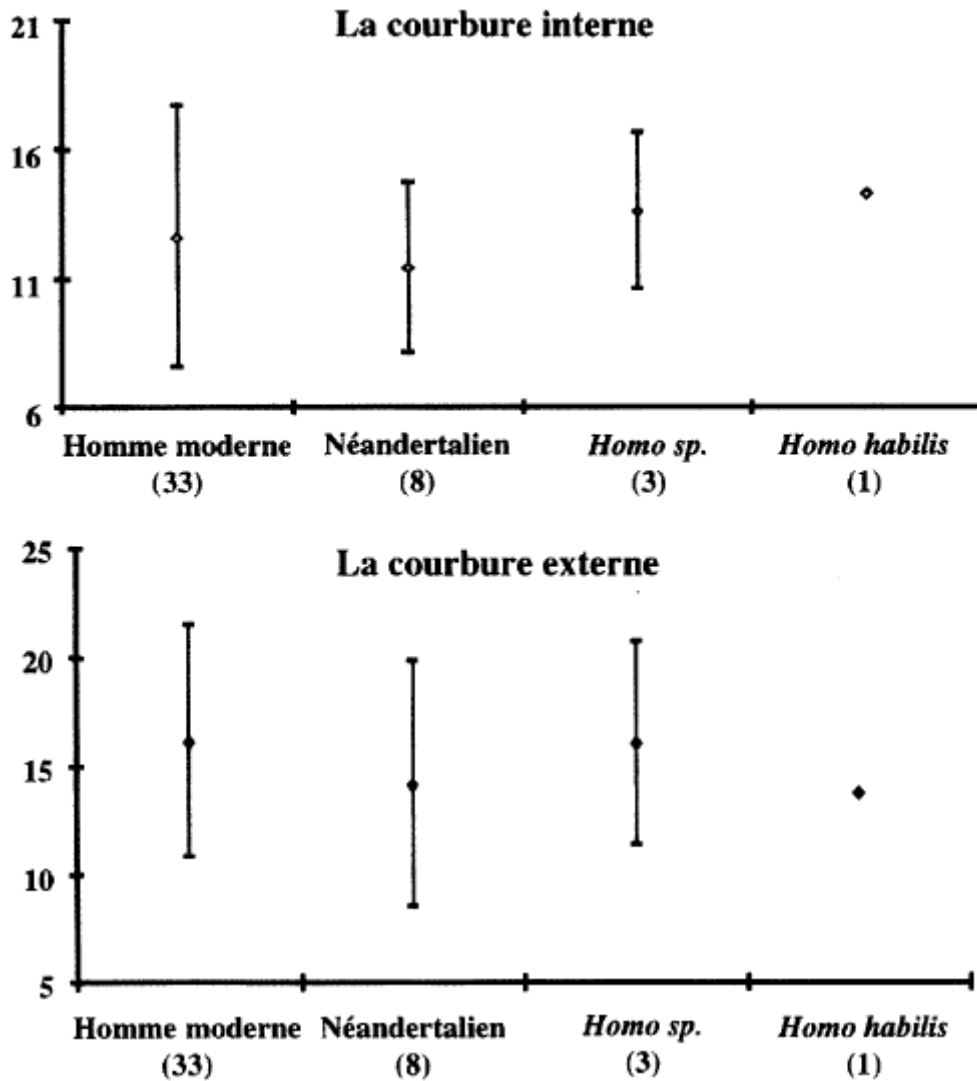 La courbure interne
21
16
11
6
Homme moderne Néandertalien Homo sp. Homo habilis
(33) (8) (3) (1)
La courbure externe
25
20
15
10
5
Homme moderne Néandertalien Homo sp. Homo habilis
(33) (8) (3) (1)